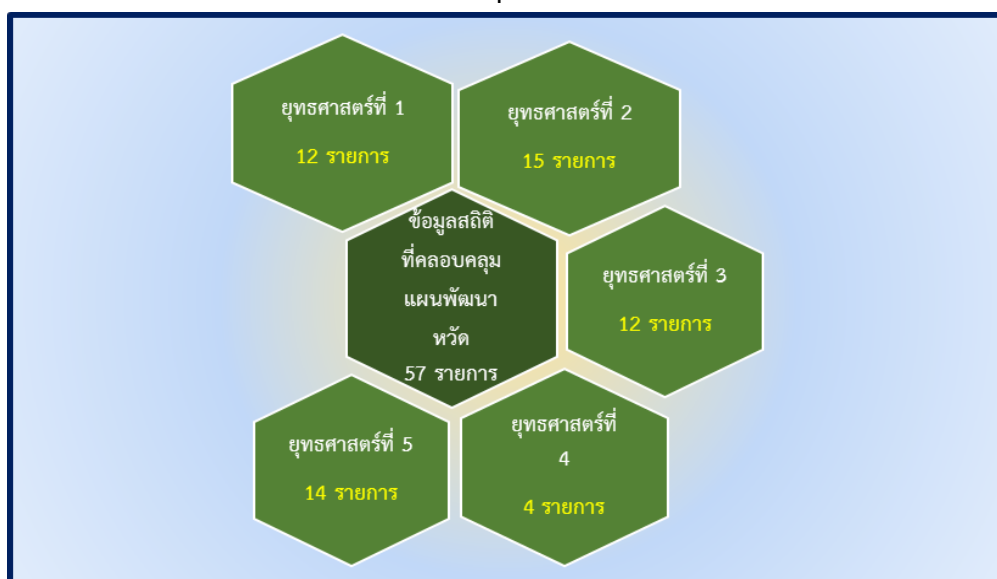 ยุทธศาสตร์ที่ 1
12 รายการ
ยุทธศาสตร์ที่ 2
15 รายการ
ข้อมูลสถิติ
ที่คลอบคลุม
แผนพัฒนา
หวัด
57 รายการ
ยุทธศาสตร์ที่ 3
12 รายการ
ยุทธศาสตร์ที่ 5
14 รายการ
ยุทธศาสตร์ที่
4
4 รายการ